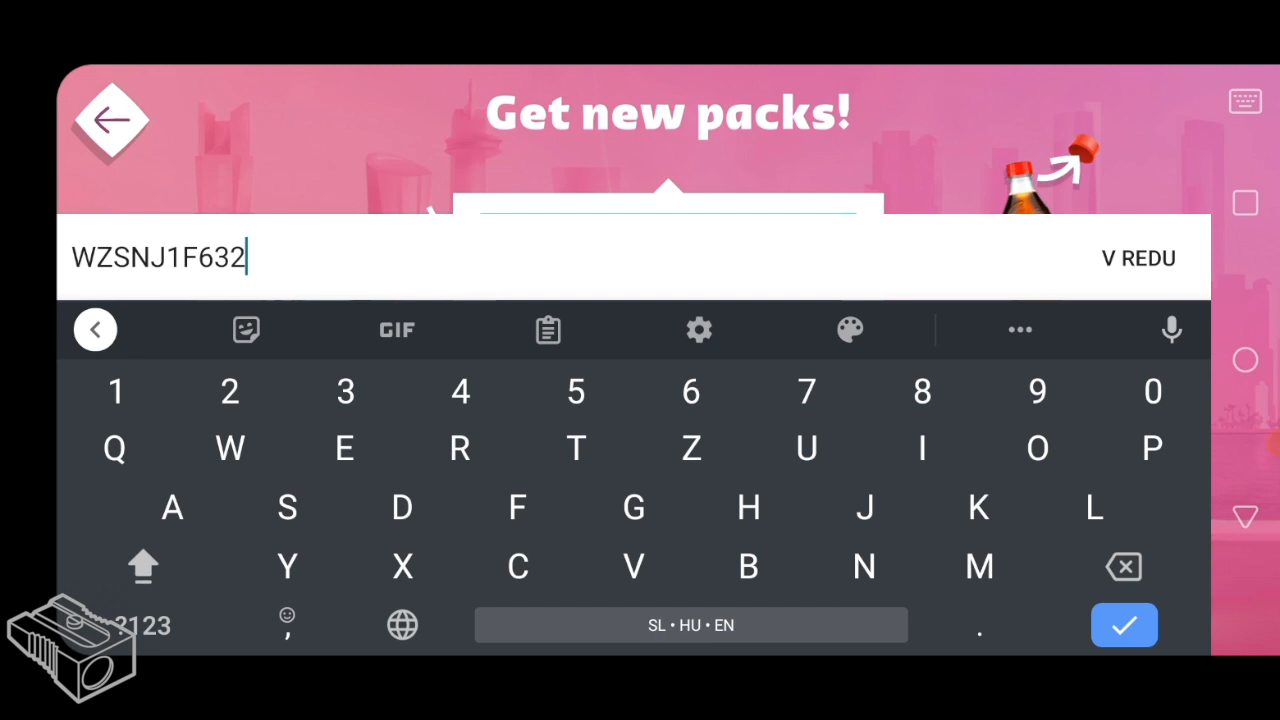 Get new packs!
WZSNJ1F632
V REDU
GIF
1 2 3 4 5 6 7 8 9 0
Q W E R T Z U I O P
A S D F G H J K L
Y X C V B N M
?123 , SL • HU • EN .